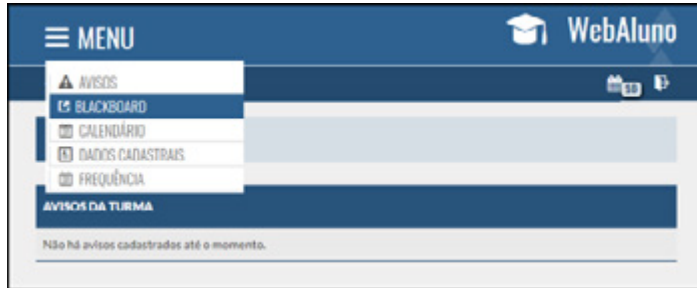 MENU
WebAluno
AVISOS
BLACKBOARD
CALENDÁRIO
DADOS CADASTRAIS
FREQUÊNCIA
AVISOS DA TURMA
Não há avisos cadastrados até o momento.